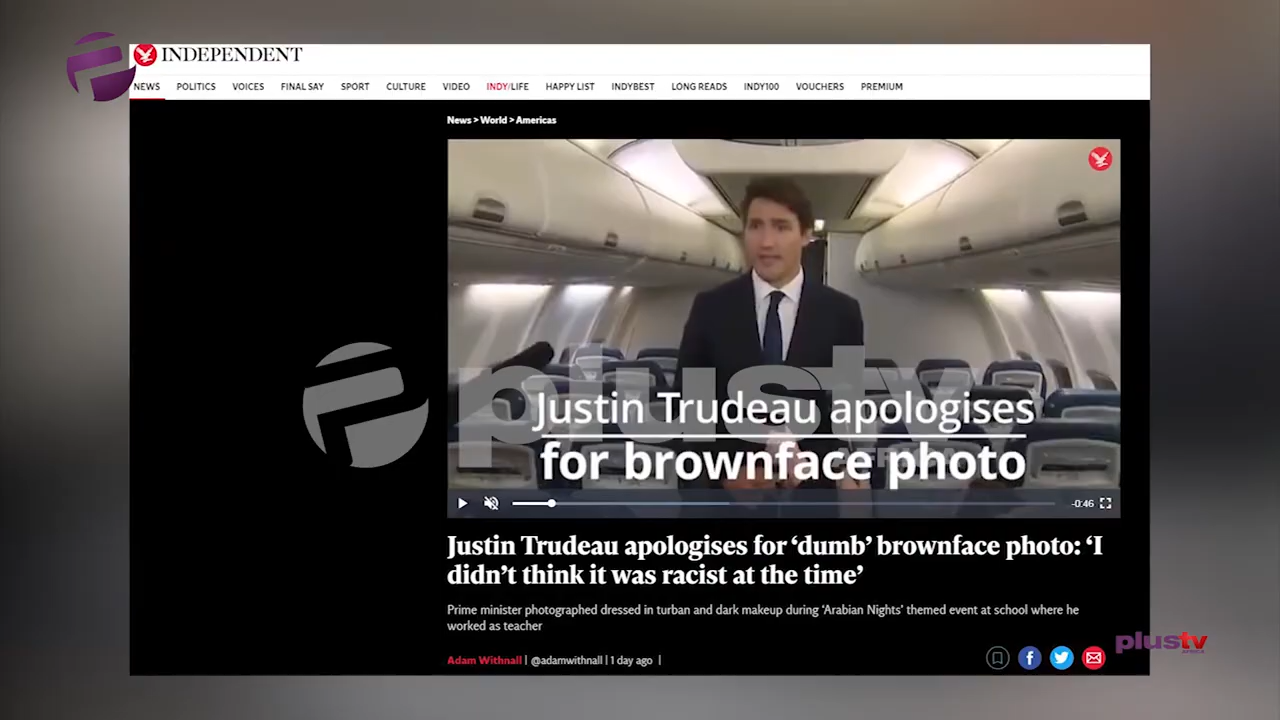 INDEPENDENT
NEWS POLITICS VOICES FINAL SAY SPORT CULTURE VIDEO INDY/LIFE HAPPY LIST INDYBEST LONG READS INDY100 VOUCHERS PREMIUM
News > World > Americas
plustv
AFRICA
Justin Trudeau apologises
for brownface photo
-0:46
Justin Trudeau apologises for ‘dumb’ brownface photo: ‘I
didn’t think it was racist at the time’
Prime minister photographed dressed in turban and dark makeup during ‘Arabian Nights’ themed event at school where he
worked as teacher
plustv
AFRICA
Adam Withnall | @adamwithnall | 1 day ago |